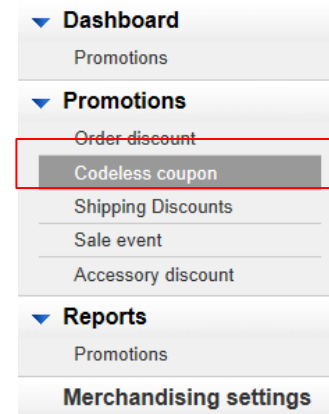 Dashboard
Promotions
Promotions
Order discount
Codeless coupon
Shipping Discounts
Sale event
Accessory discount
Reports
Promotions
Merchandising settings